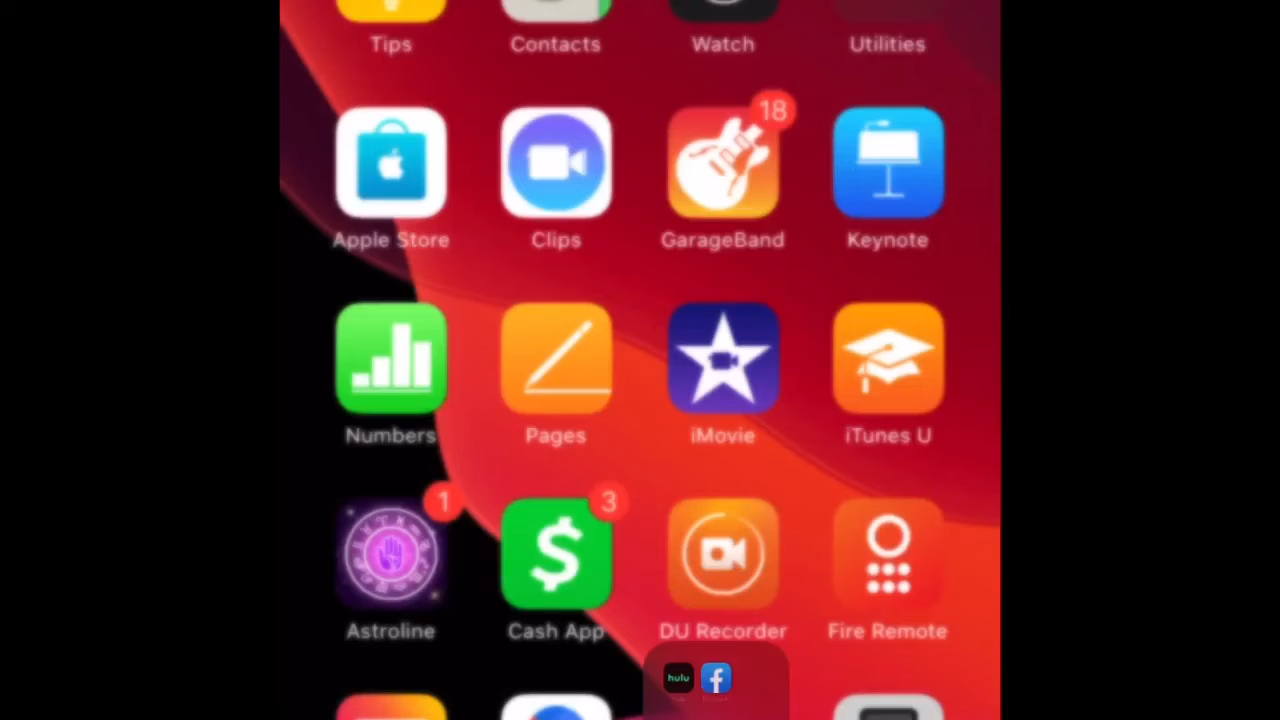 Tips
Contacts
Watch
Utilities
18
Apple Store
Clips
GarageBand
Keynote
Numbers
Pages
iMovie
iTunes U
1
3
$
Astroline
Cash App
DU Recorder
Fire Remote
hulu
f